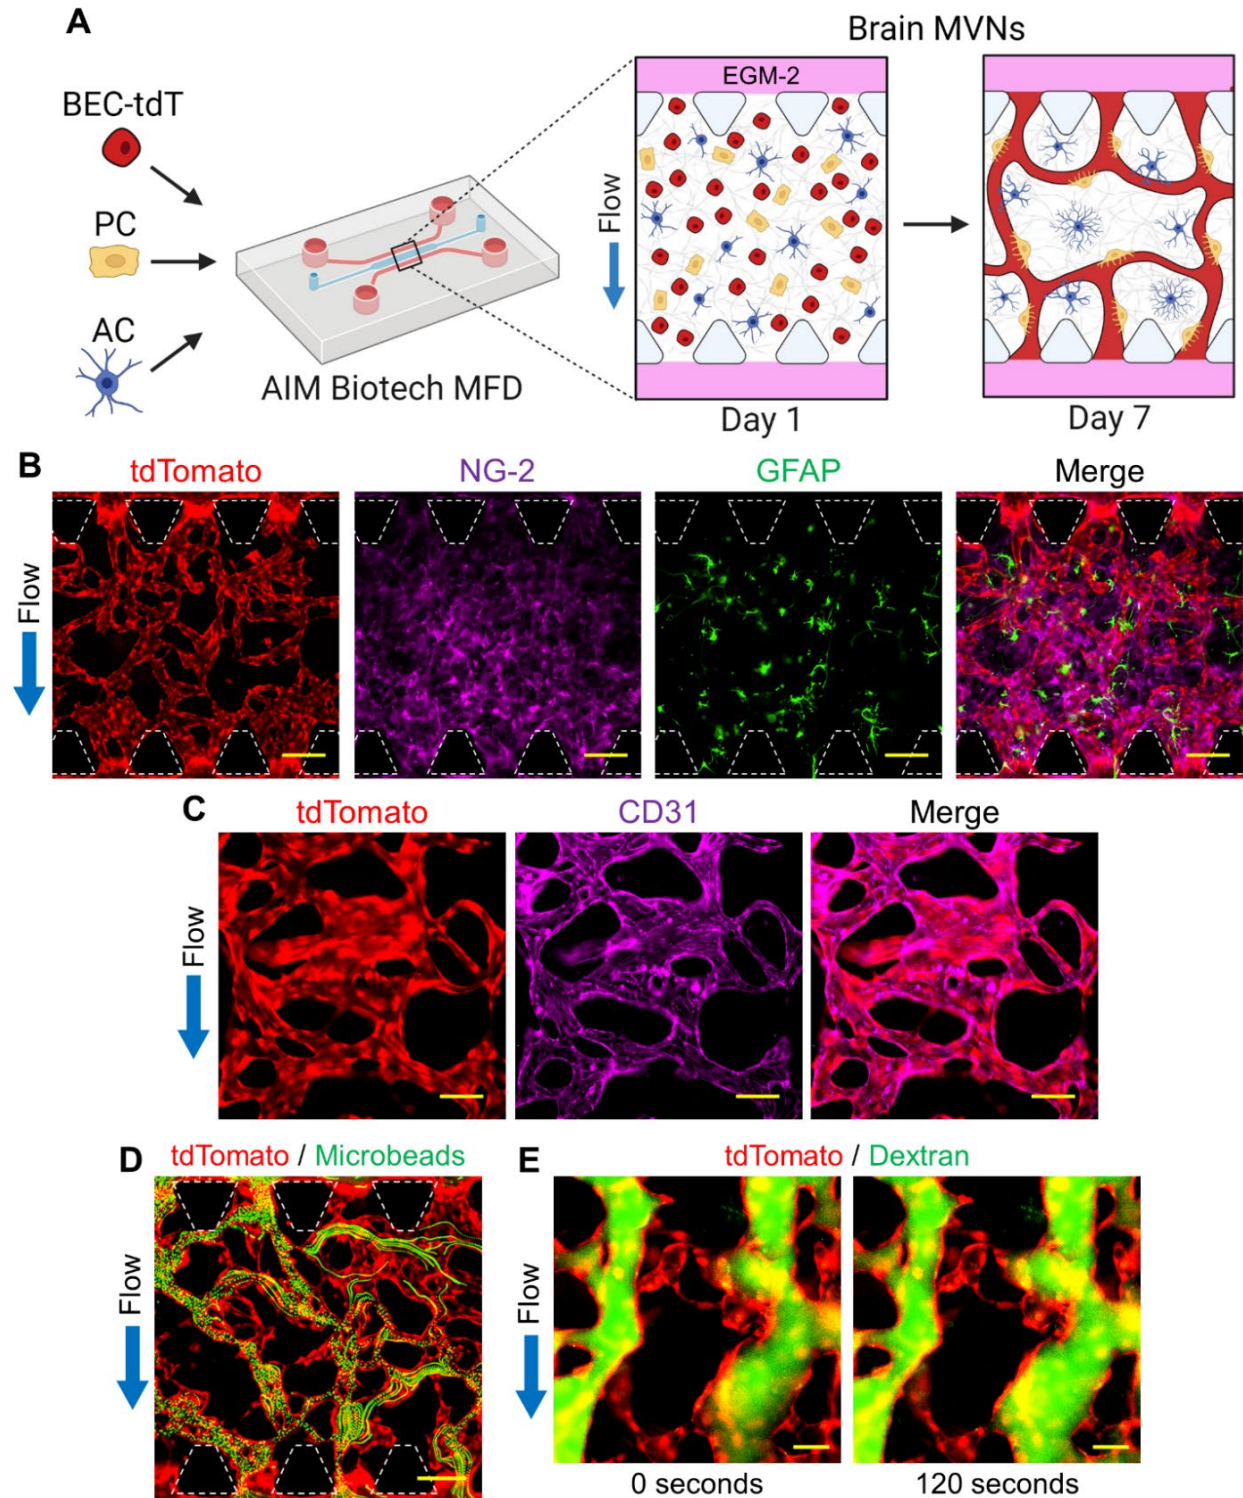 A
Brain MVNs
BEC-tdT
PC
AC
AIM Biotech MFD
Flow
EGM-2
Day 1
Day 7
B
tdTomato
NG-2
GFAP
Merge
Flow
C
tdTomato
CD31
Merge
Flow
D
tdTomato / Microbeads
Flow
E
tdTomato / Dextran
Flow
0 seconds
120 seconds